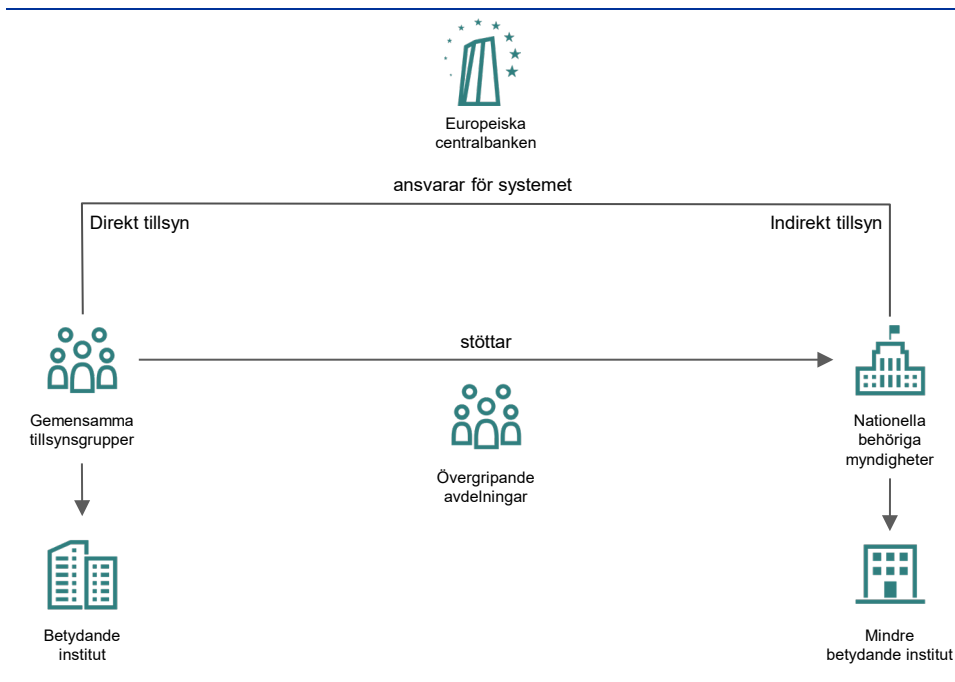 Europeiska
centralbanken
ansvarar för systemet
Direkt tillsyn
Indirekt tillsyn
stöttar
Gemensamma
tillsynsgrupper
Övergripande
avdelningar
Nationella
behöriga
myndigheter
Betydande
institut
Mindre
betydande institut